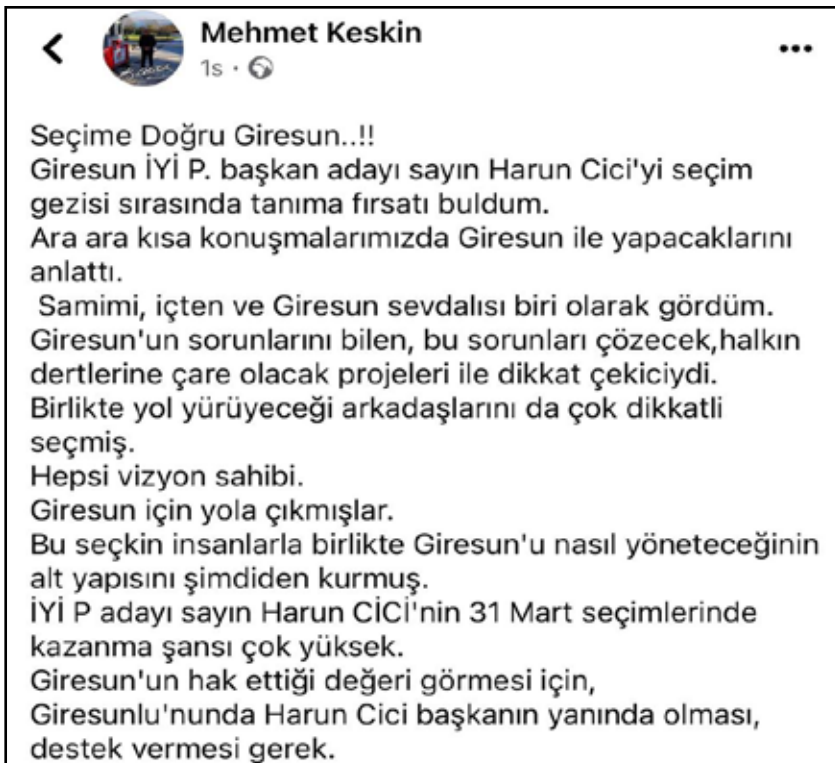 Mehmet Keskin
1s ·
Seçime Doğru Giresun..!!
Giresun İYİ P. başkan adayı sayın Harun Cici'yi seçim
gezisi sırasında tanıma fırsatı buldum.
Ara ara kısa konuşmalarımızda Giresun ile yapacaklarını
anlattı.
Samimi, içten ve Giresun sevdalısı biri olarak gördüm.
Giresun'un sorunlarını bilen, bu sorunları çözecek,halkın
dertlerine çare olacak projeleri ile dikkat çekiciydi.
Birlikte yol yürüyeceği arkadaşlarını da çok dikkatli
seçmiş.
Hepsi vizyon sahibi.
Giresun için yola çıkmışlar.
Bu seçkin insanlarla birlikte Giresun'u nasıl yöneteceğinin
alt yapısını şimdiden kurmuş.
İYİ P adayı sayın Harun CİCİ'nin 31 Mart seçimlerinde
kazanma şansı çok yüksek.
Giresun'un hak ettiği değeri görmesi için,
Giresunlu'nunda Harun Cici başkanın yanında olması,
destek vermesi gerek.